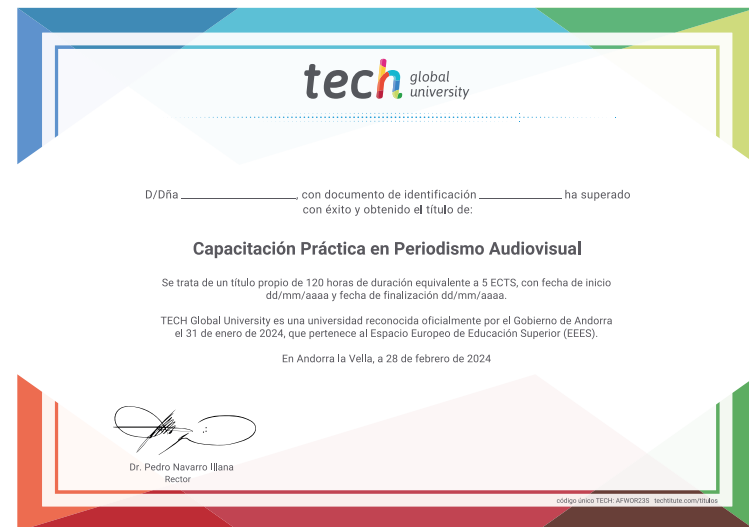 tech global university
D/Dña ____________________, con documento de identificación ______________ ha superado
con éxito y obtenido el título de:
Capacitación Práctica en Periodismo Audiovisual
Se trata de un título propio de 120 horas de duración equivalente a 5 ECTS, con fecha de inicio
dd/mm/aaaa y fecha de finalización dd/mm/aaaa.
TECH Global University es una universidad reconocida oficialmente por el Gobierno de Andorra
el 31 de enero de 2024, que pertenece al Espacio Europeo de Educación Superior (EEES).
En Andorra la Vella, a 28 de febrero de 2024
Dr. Pedro Navarro Illana
Rector
código único TECH: AFWOR23S techtitute.com/titulos